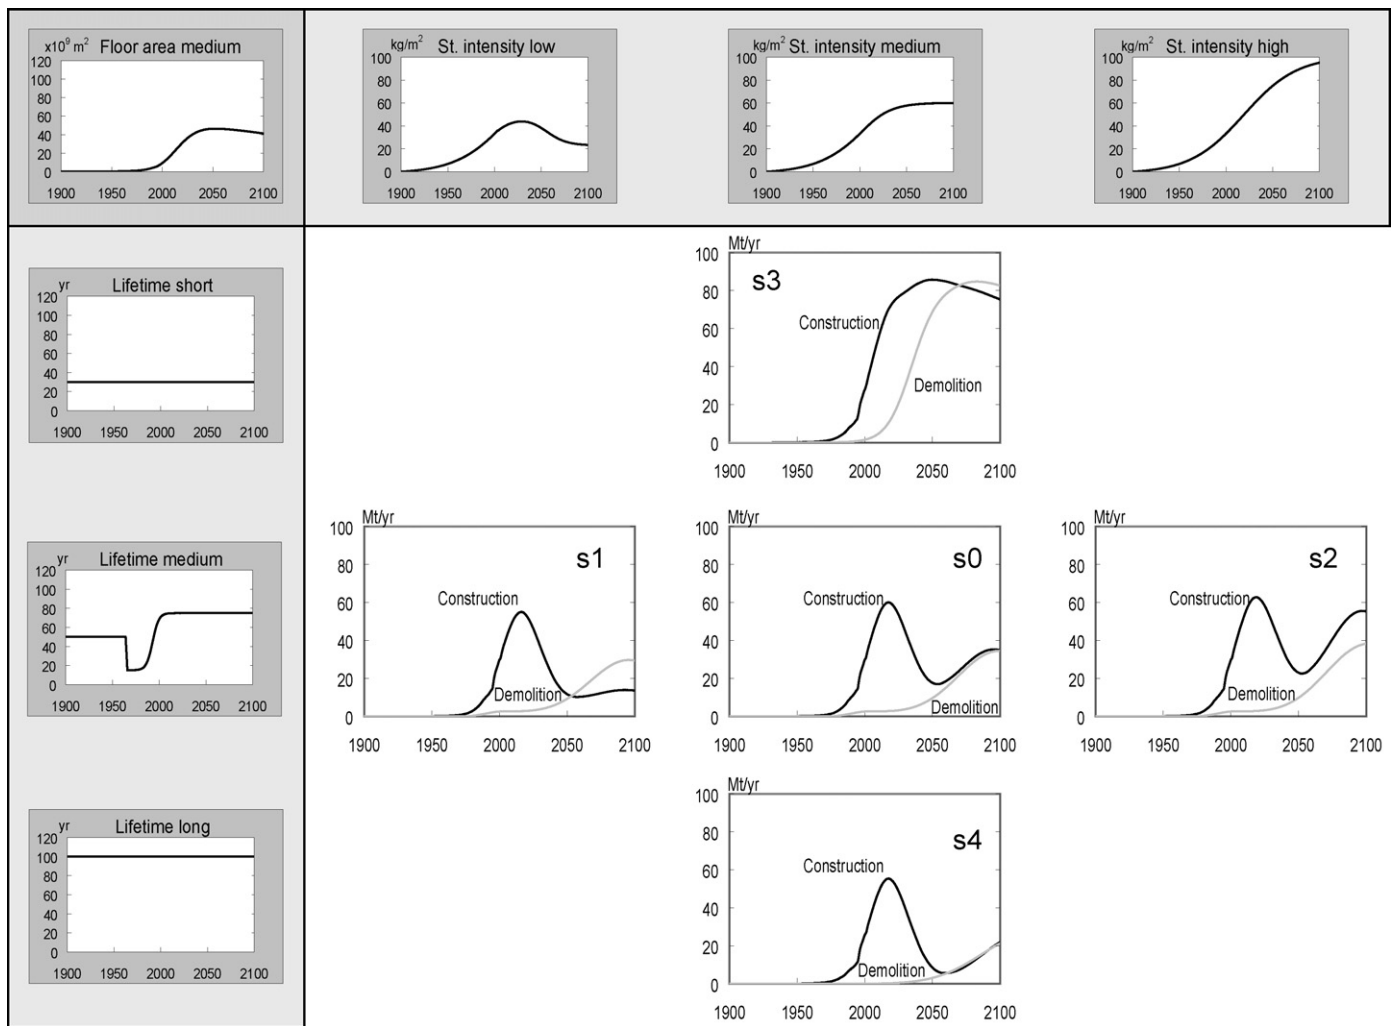 x10⁹ m² Floor area medium
120
100
80
60
40
20
0
1900 1950 2000 2050 2100
kg/m² St. intensity low
100
80
60
40
20
0
1900 1950 2000 2050 2100
kg/m² St. intensity medium
100
80
60
40
20
0
1900 1950 2000 2050 2100
kg/m² St. intensity high
100
80
60
40
20
0
1900 1950 2000 2050 2100
yr Lifetime short
120
100
80
60
40
20
0
1900 1950 2000 2050 2100
Mt/yr
100
s3
80
Construction
60
40
Demolition
20
0
1900 1950 2000 2050 2100
yr Lifetime medium
120
100
80
60
40
20
0
1900 1950 2000 2050 2100
Mt/yr
100
s1
80
Construction
60
40
20
Demolition
0
1900 1950 2000 2050 2100
Mt/yr
100
s0
80
Construction
60
40
20
Demolition
0
1900 1950 2000 2050 2100
Mt/yr
100
s2
80
Construction
60
40
20
Demolition
0
1900 1950 2000 2050 2100
yr Lifetime long
120
100
80
60
40
20
0
1900 1950 2000 2050 2100
Mt/yr
100
s4
80
Construction
60
40
20
Demolition
0
1900 1950 2000 2050 2100